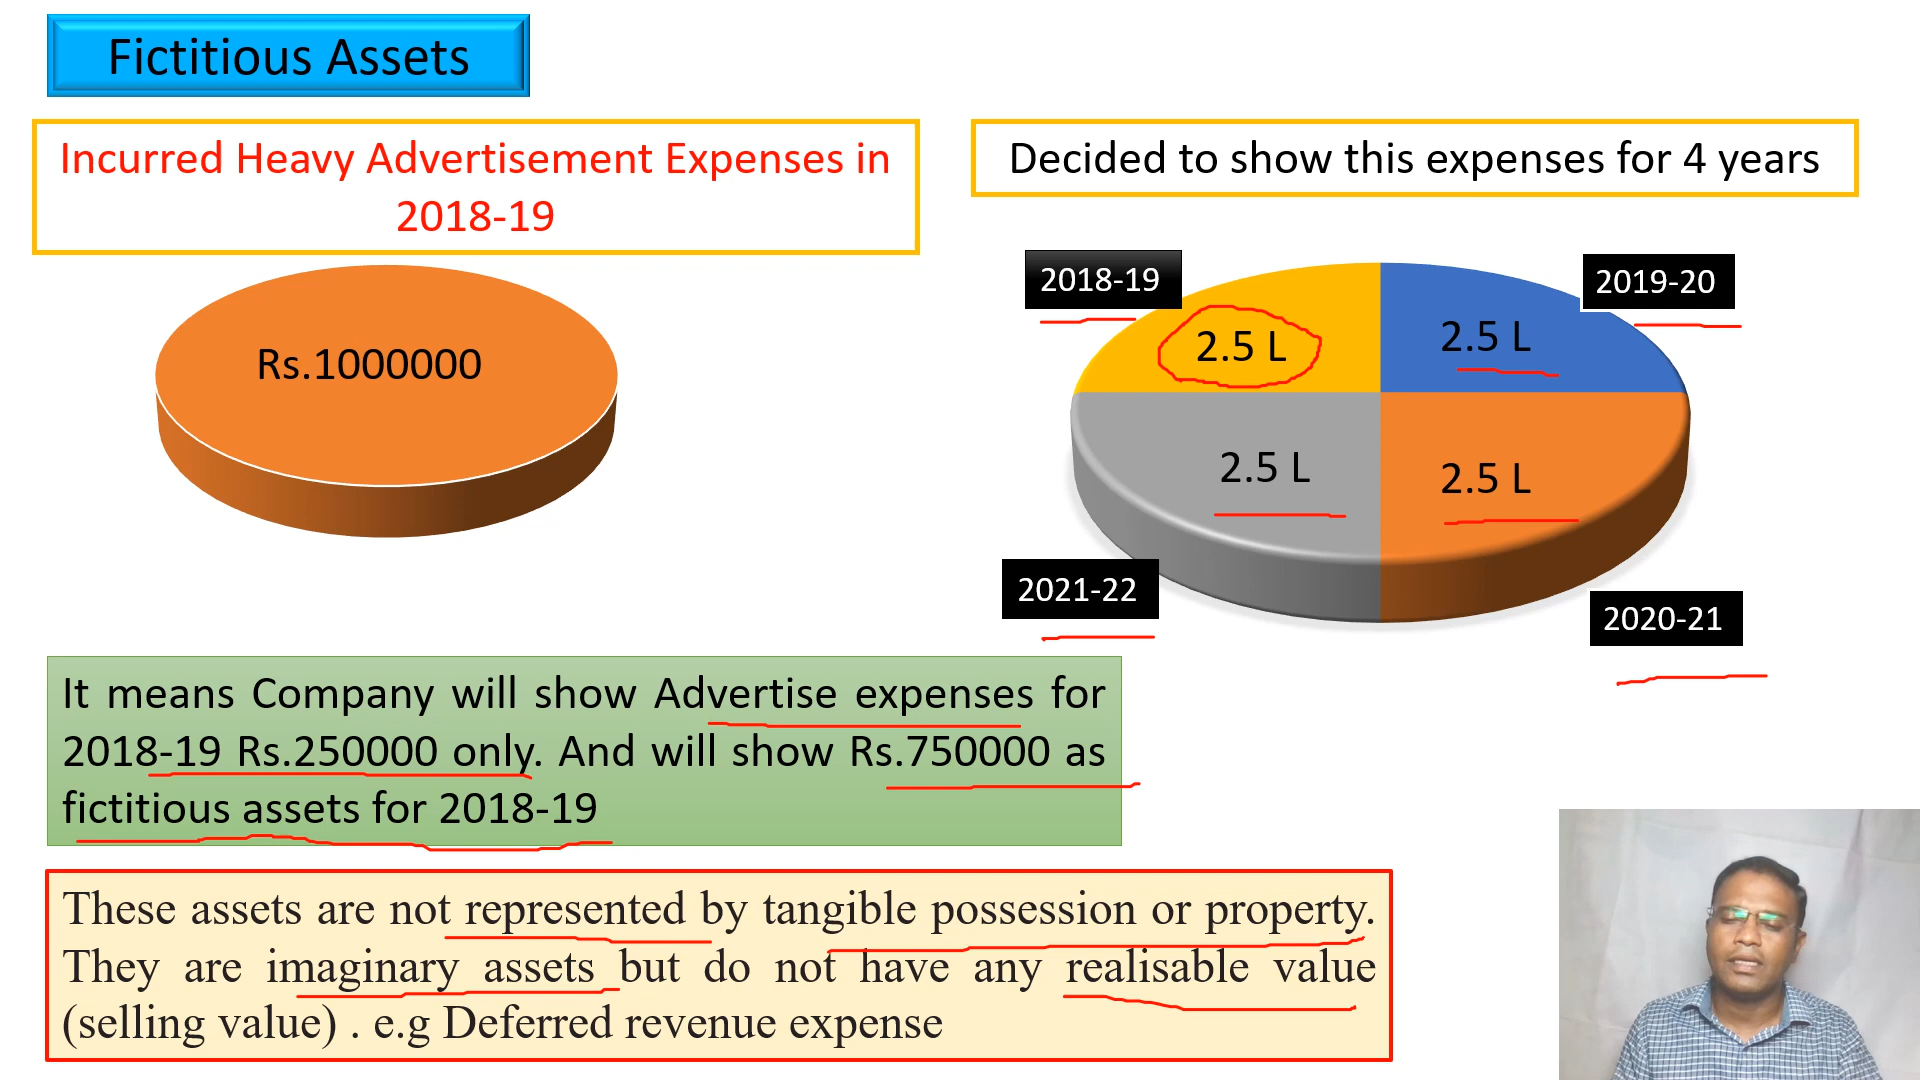 Fictitious Assets
Incurred Heavy Advertisement Expenses in
2018-19
Rs.1000000
Decided to show this expenses for 4 years
2018-19
2019-20
2.5 L
2.5 L
2.5 L
2.5 L
2021-22
2020-21
It means Company will show Advertise expenses for
2018-19 Rs.250000 only. And will show Rs.750000 as
fictitious assets for 2018-19
These assets are not represented by tangible possession or property.
They are imaginary assets but do not have any realisable value
(selling value) . e.g Deferred revenue expense